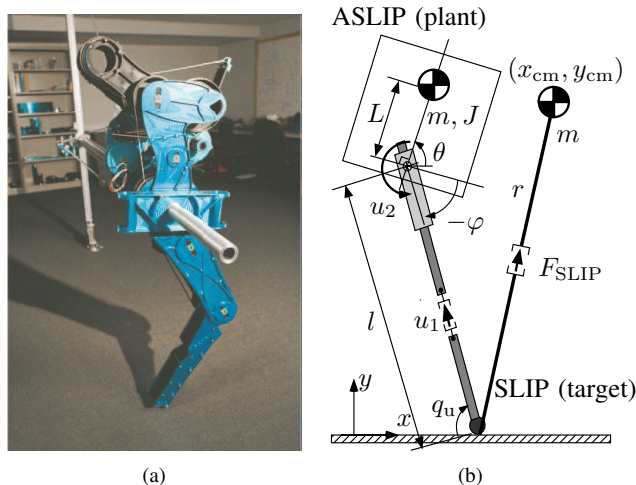 ASLIP (plant)
(x_cm, y_cm)
L
m, J
m
θ
r
u_2
−φ
F_SLIP
l
u_1
y
SLIP (target)
x
q_u
(a)
(b)